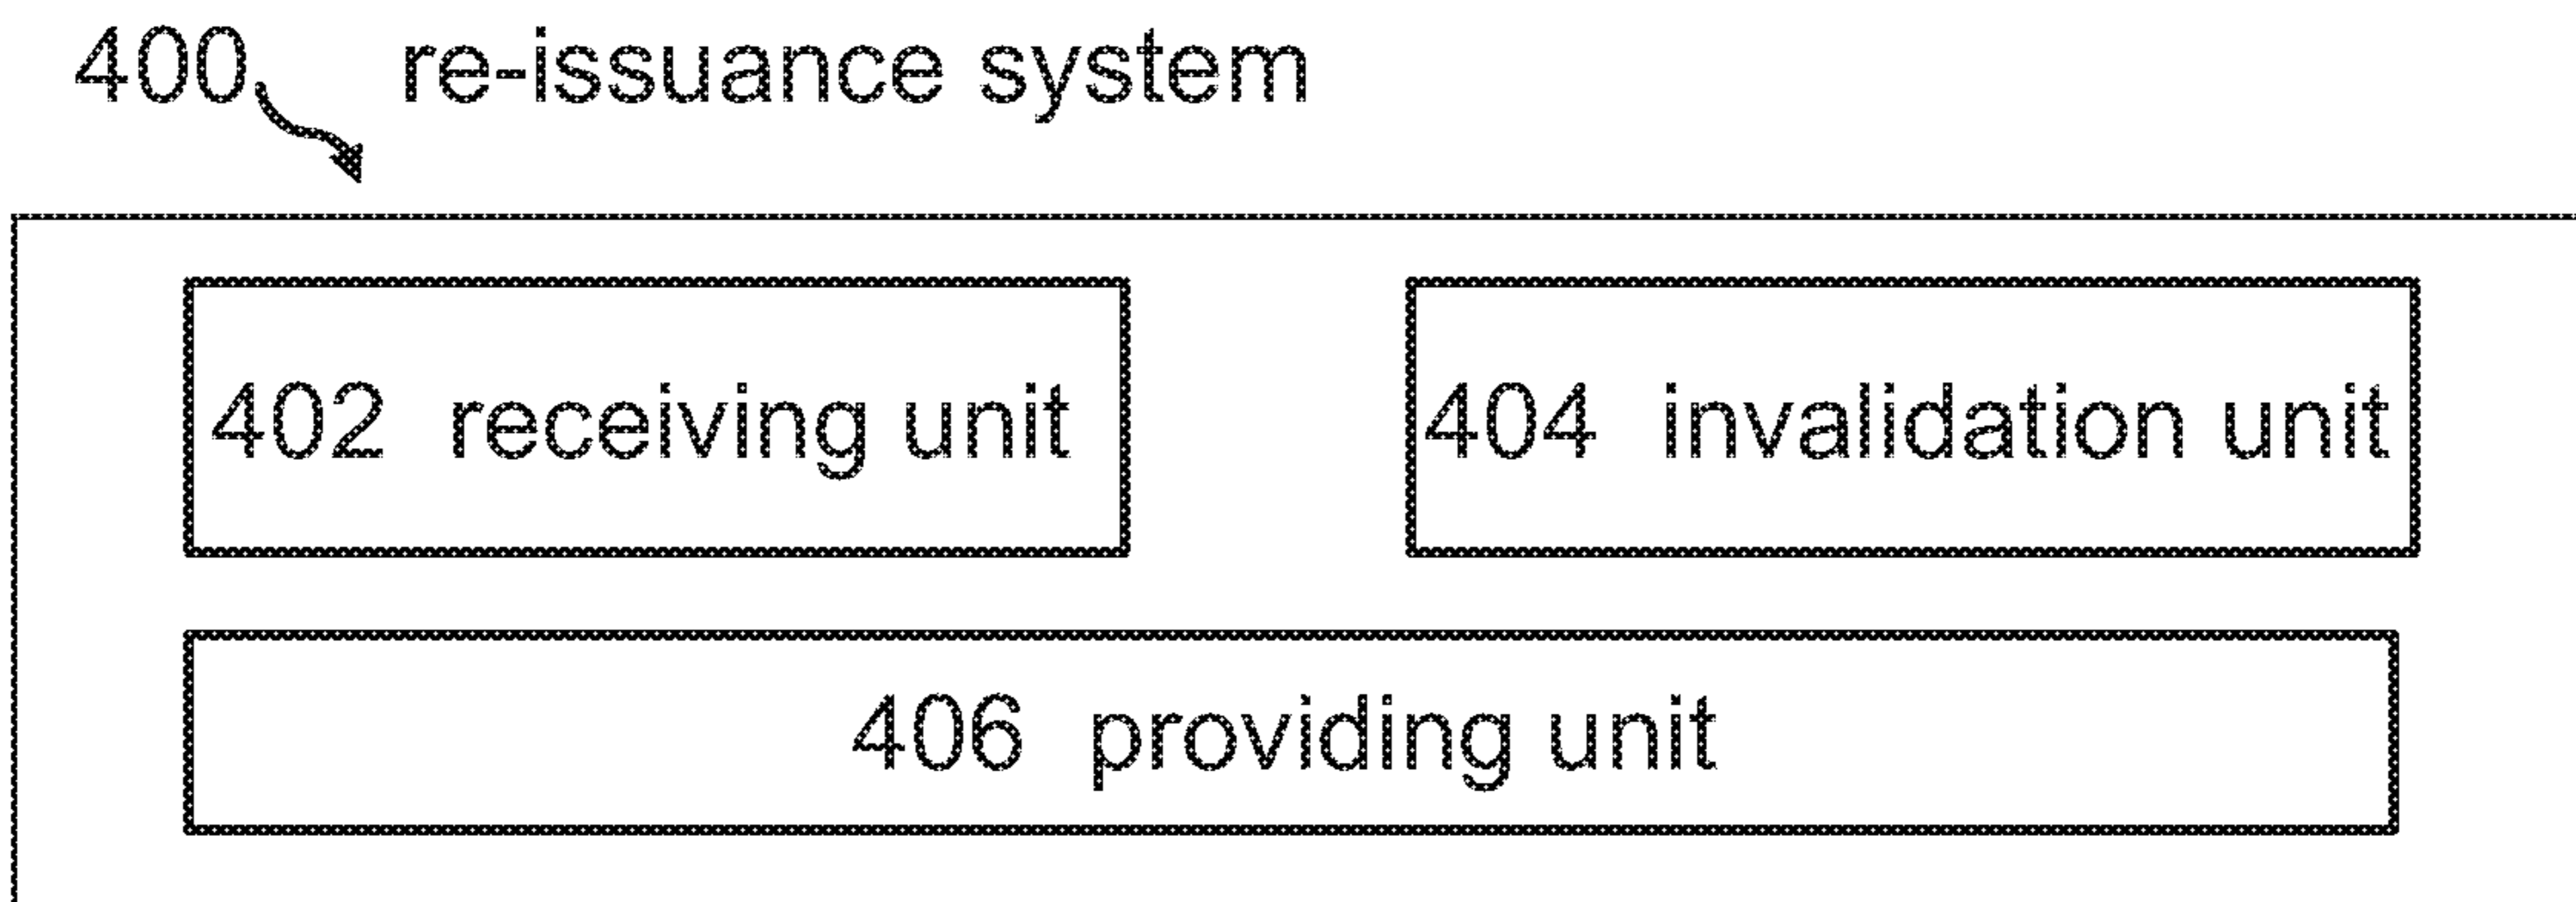 400 re-issuance system
402 receiving unit
404 invalidation unit
406 providing unit